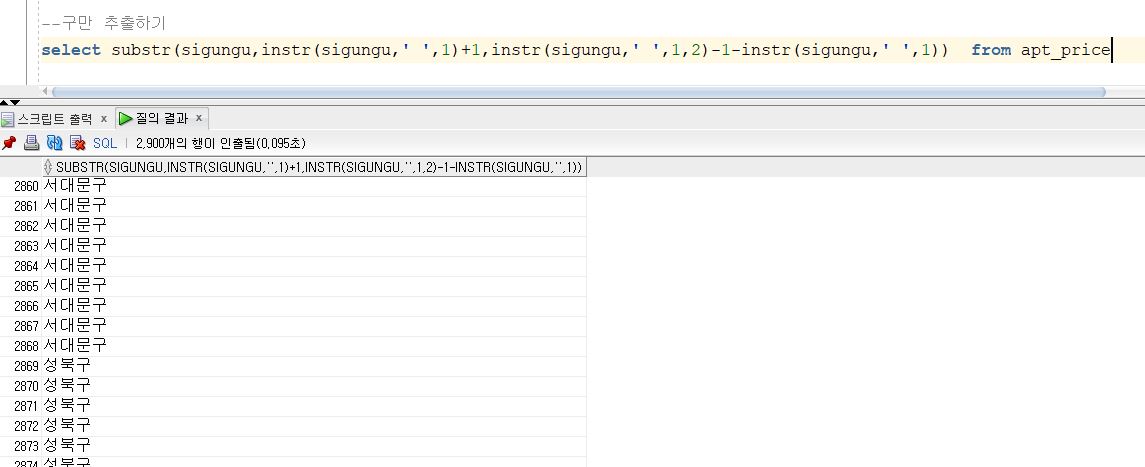 --구만 추출하기
select substr(sigungu,instr(sigungu,' ',1)+1,instr(sigungu,' ',1,2)-1-instr(sigungu,' ',1))  from apt_price
스크립트 출력 x 질의 결과 x
SQL | 2,900개의 행이 인출됨(0,095초)
SUBSTR(SIGUNGU,INSTR(SIGUNGU,'',1)+1,INSTR(SIGUNGU,'',1,2)-1-INSTR(SIGUNGU,'',1))
2860 서대문구
2861 서대문구
2862 서대문구
2863 서대문구
2864 서대문구
2865 서대문구
2866 서대문구
2867 서대문구
2868 서대문구
2869 성북구
2870 성북구
2871 성북구
2872 성북구
2873 성북구
2874 성북구